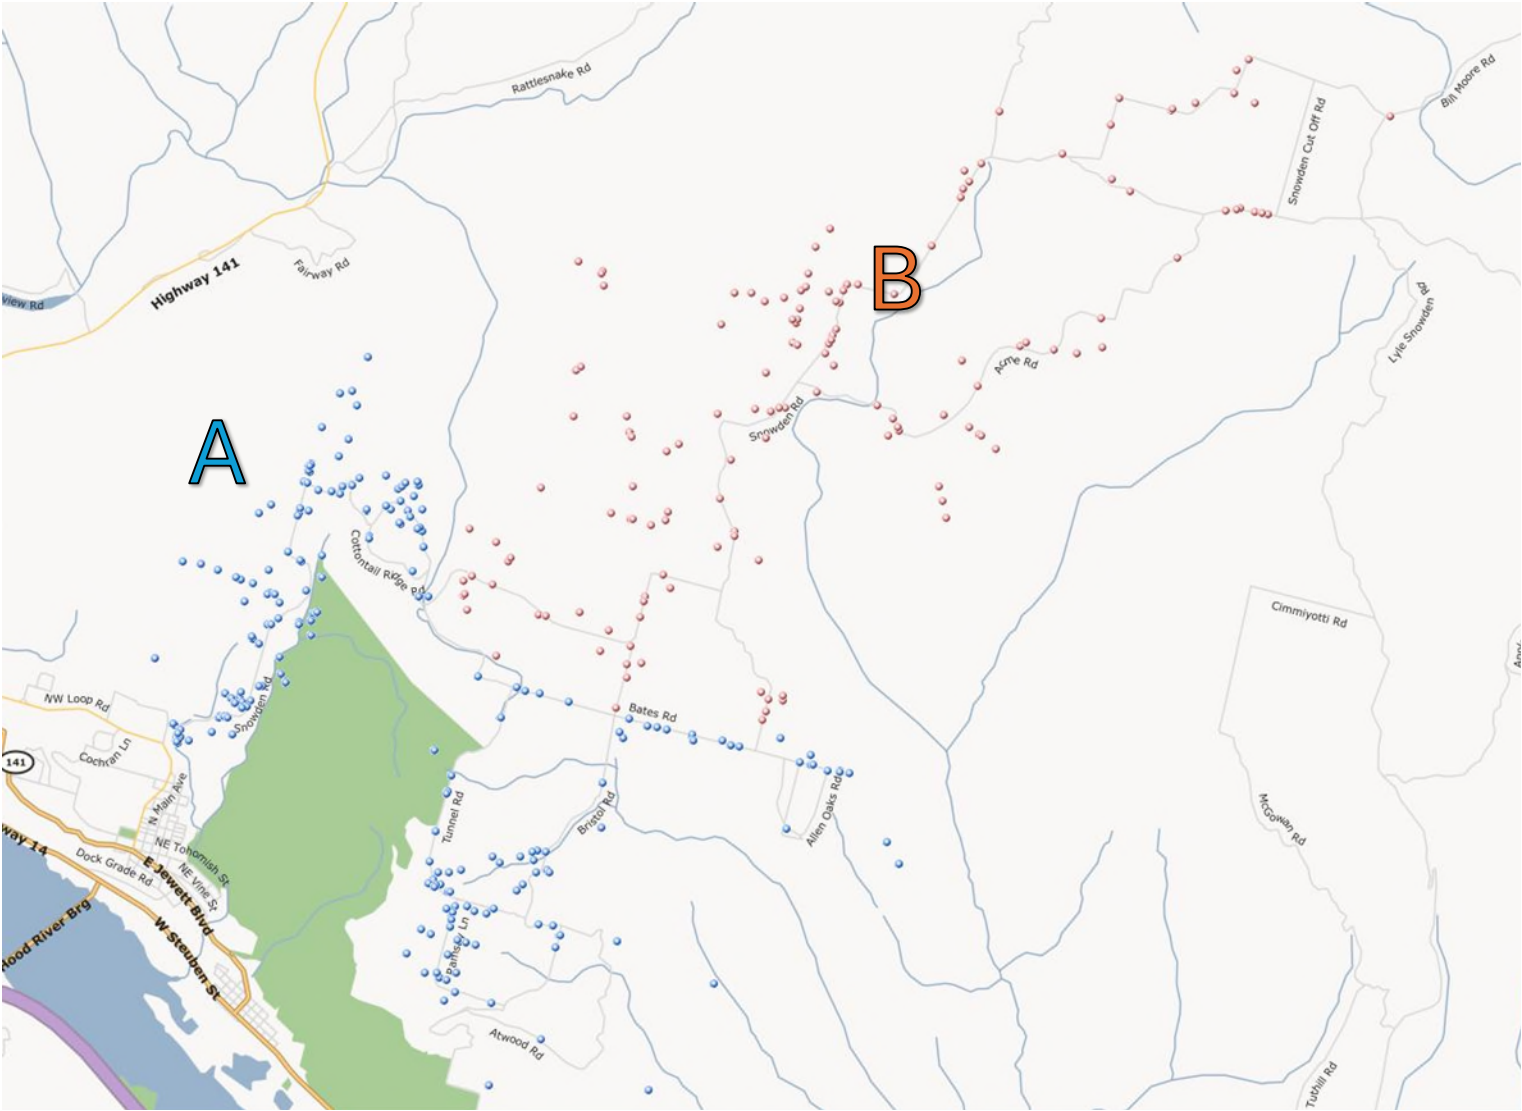 Rattlesnake Rd
Bill Moore Rd
Snowden Cut Off Rd
Highway 141
Fairway Rd
view Rd
B
Lyle Snowden Rd
Acme Rd
Snowden Rd
A
Cottontail Ridge Rd
Cimmiyotti Rd
NW Loop Rd
Snowden Rd
Bates Rd
Cochran Ln
141
N Main Ave
Tunnel Rd
Bristol Rd
Allen Oaks Rd
McGowan Rd
way 14
NE Tohomish St
Dock Grade Rd
NE Vine St
E Jewett Blvd
W Steuben St
Hood River Brg
Ramsey Ln
Atwood Rd
Tuthill Rd